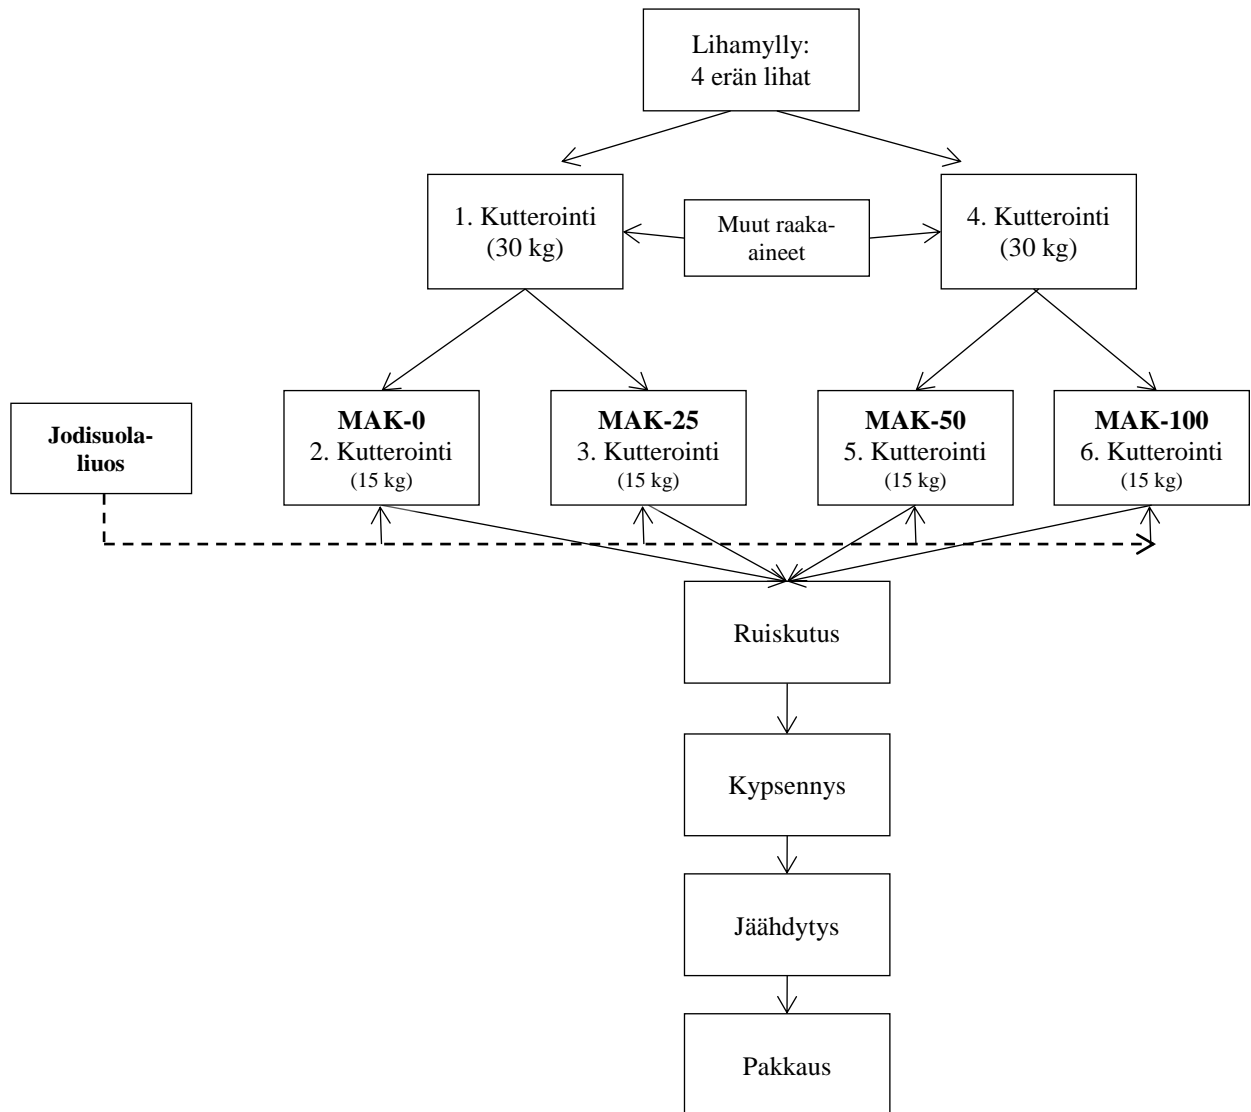 Lihamylly:
4 erän lihat
1. Kutterointi
(30 kg)
Muut raaka-
aineet
4. Kutterointi
(30 kg)
Jodisuola-
liuos
MAK-0
2. Kutterointi
(15 kg)
MAK-25
3. Kutterointi
(15 kg)
MAK-50
5. Kutterointi
(15 kg)
MAK-100
6. Kutterointi
(15 kg)
Ruiskutus
Kypsennys
Jäähdytys
Pakkaus